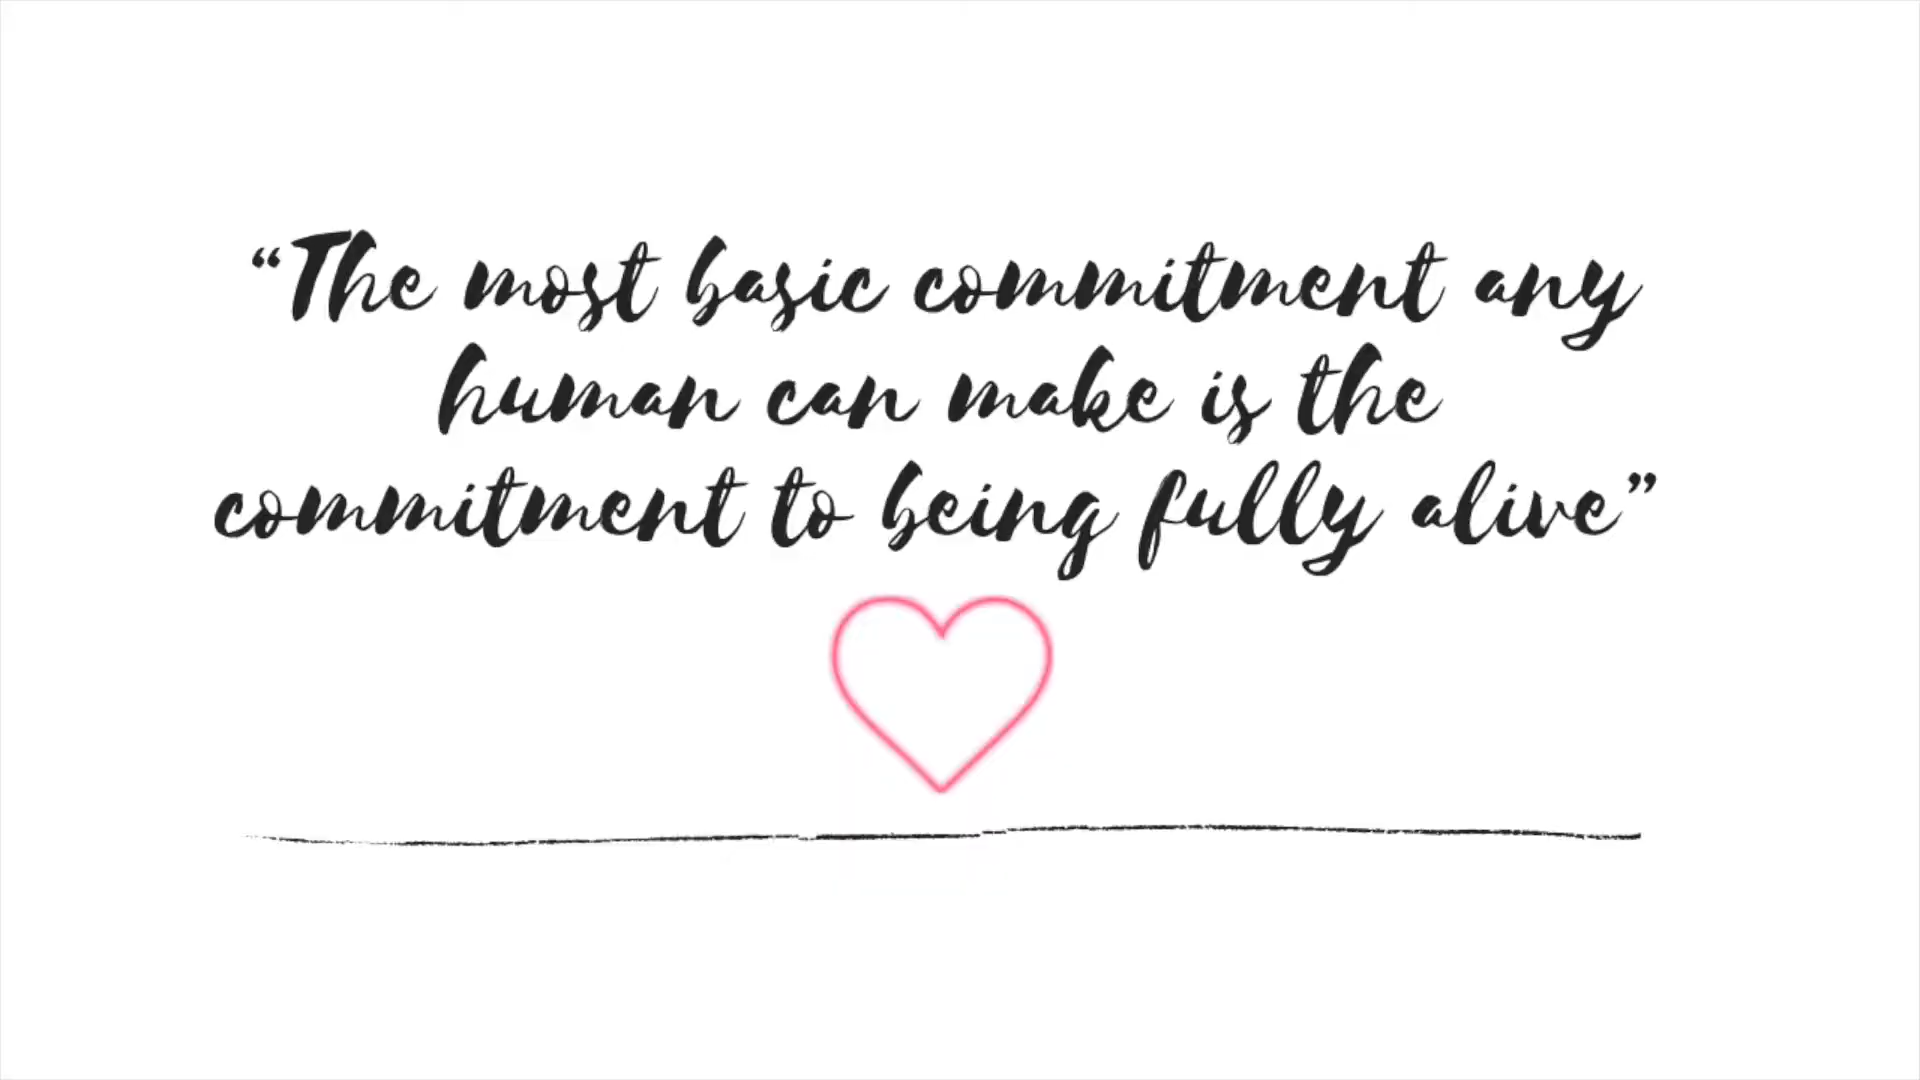 “The most basic commitment any
human can make is the
commitment to being fully alive”